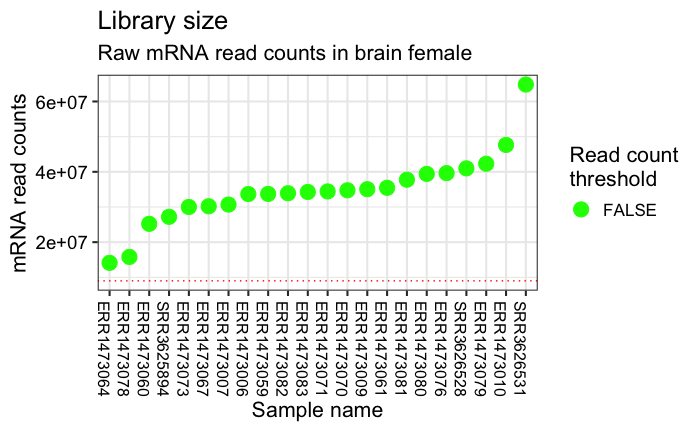 Library size
Raw mRNA read counts in brain female
mRNA read counts
6e+07
4e+07
2e+07
ERR1473064
ERR1473078
ERR1473060
SRR3625894
ERR1473073
ERR1473067
ERR1473007
ERR1473006
ERR1473059
ERR1473082
ERR1473083
ERR1473071
ERR1473070
ERR1473009
ERR1473061
ERR1473081
ERR1473080
ERR1473076
SRR3626528
ERR1473079
ERR1473010
SRR3626531
Sample name
Read count
threshold
FALSE